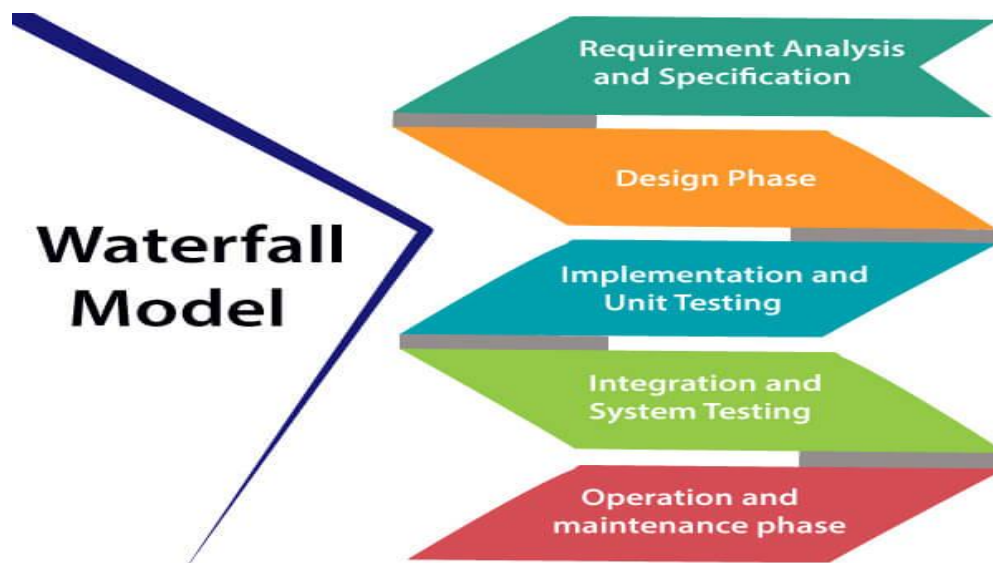 Waterfall
Model
Requirement Analysis
and Specification
Design Phase
Implementation and
Unit Testing
Integration and
System Testing
Operation and
maintenance phase